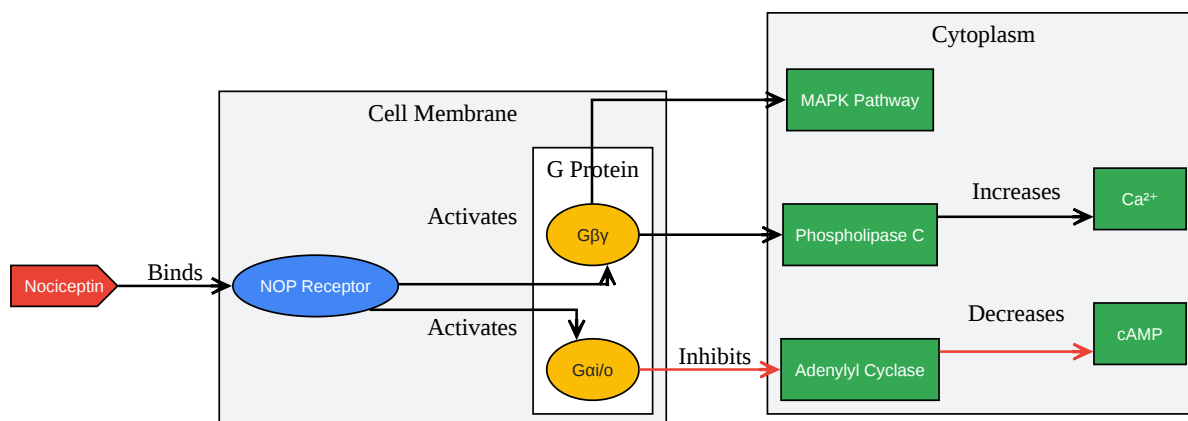 Cytoplasm
MAPK Pathway
Cell Membrane
G Protein
Increases
Ca²⁺
Activates
Gβγ
Phospholipase C
Nociceptin
Binds
NOP Receptor
Activates
Decreases
cAMP
Gαi/o
Inhibits
Adenylyl Cyclase